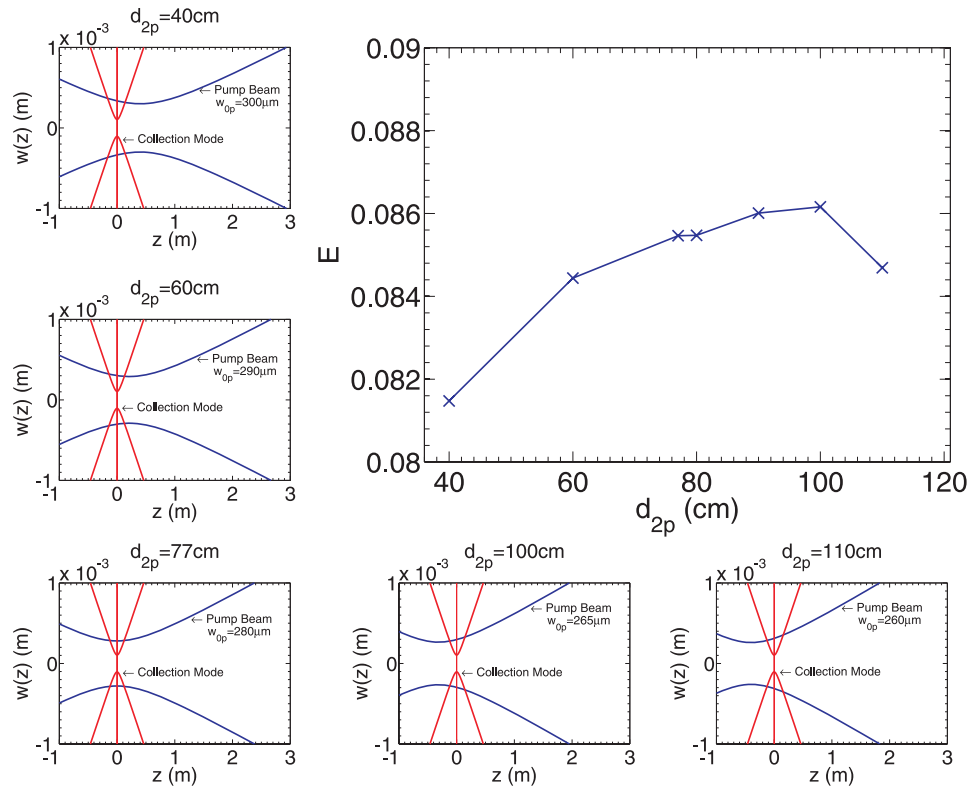 d2p=40cm
x 10-3
1
0
-1
w(z) (m)
Pump Beam
← w0p=300μm
← Collection Mode
-1 0 1 2 3
z (m)
d2p=60cm
x 10-3
1
0
-1
w(z) (m)
← Pump Beam
w0p=290μm
← Collection Mode
-1 0 1 2 3
z (m)
0.09
0.088
0.086
0.084
0.082
0.08
E
40 60 80 100 120
d2p (cm)
d2p=77cm
x 10-3
1
0
-1
w(z) (m)
← Pump Beam
w0p=280μm
← Collection Mode
-1 0 1 2 3
z (m)
d2p=100cm
x 10-3
1
0
-1
w(z) (m)
← Pump Beam
w0p=265μm
← Collection Mode
-1 0 1 2 3
z (m)
d2p=110cm
x 10-3
1
0
-1
w(z) (m)
← Pump Beam
w0p=260μm
← Collection Mode
-1 0 1 2 3
z (m)